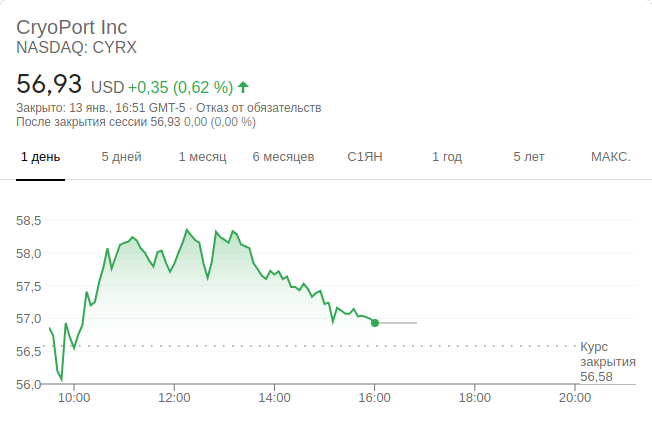 CryoPort Inc
NASDAQ: CYRX
56,93 USD +0,35 (0,62 %)
Закрыто: 13 янв., 16:51 GMT-5 · Отказ от обязательств
После закрытия сессии 56,93 0,00 (0,00 %)
1 день 5 дней 1 месяц 6 месяцев С1ЯН 1 год 5 лет МАКС.
58,5
58,0
57,5
57,0
56,5
56,0
Курс
закрытия
56,58
10:00 12:00 14:00 16:00 18:00 20:00